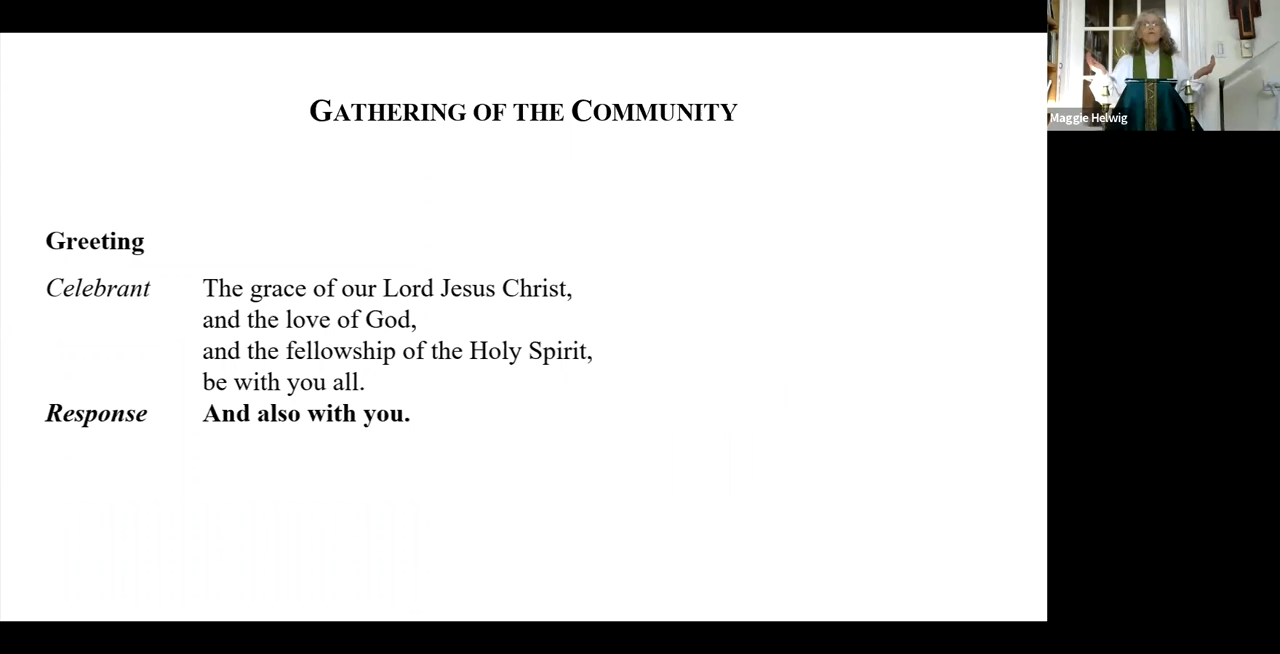 GATHERING OF THE COMMUNITY
Maggie Helwig
Greeting
Celebrant The grace of our Lord Jesus Christ,
and the love of God,
and the fellowship of the Holy Spirit,
be with you all.
Response And also with you.